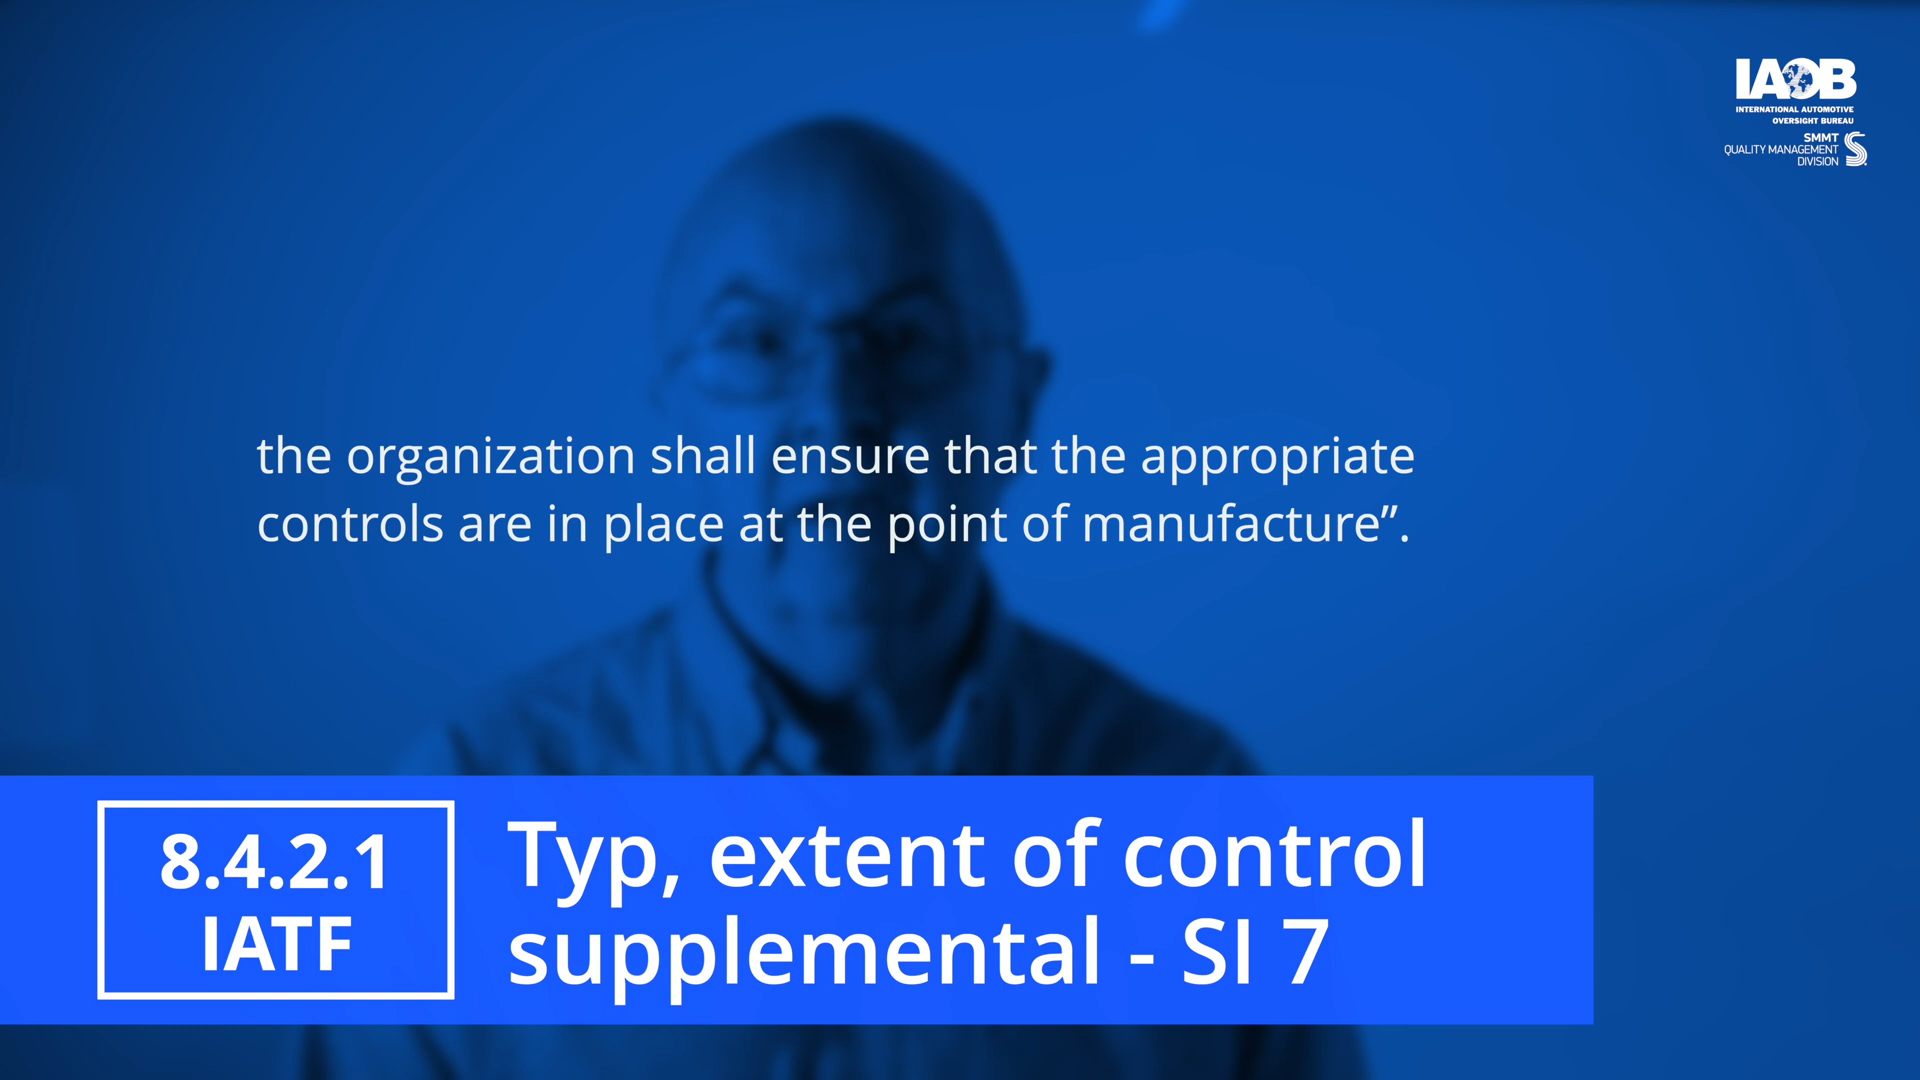 IAOB
INTERNATIONAL AUTOMOTIVE
OVERSIGHT BUREAU
SMMT
QUALITY MANAGEMENT
DIVISION
the organization shall ensure that the appropriate
controls are in place at the point of manufacture”.
8.4.2.1
IATF
Typ, extent of control
supplemental - SI 7